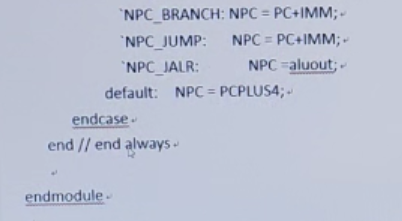 `NPC_BRANCH: NPC = PC+IMM;
`NPC_JUMP: NPC = PC+IMM;
`NPC_JALR: NPC =aluout;
default: NPC = PCPLUS4;
endcase
end // end always
endmodule